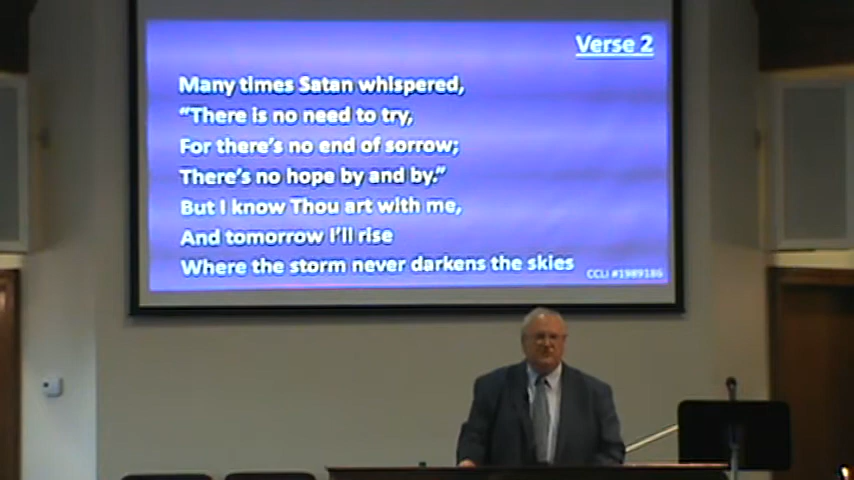 Verse 2
Many times Satan whispered,
"There is no need to try,
For there's no end of sorrow;
There's no hope by and by."
But I know Thou art with me,
And tomorrow I'll rise
Where the storm never darkens the skies
CCLI #1989186